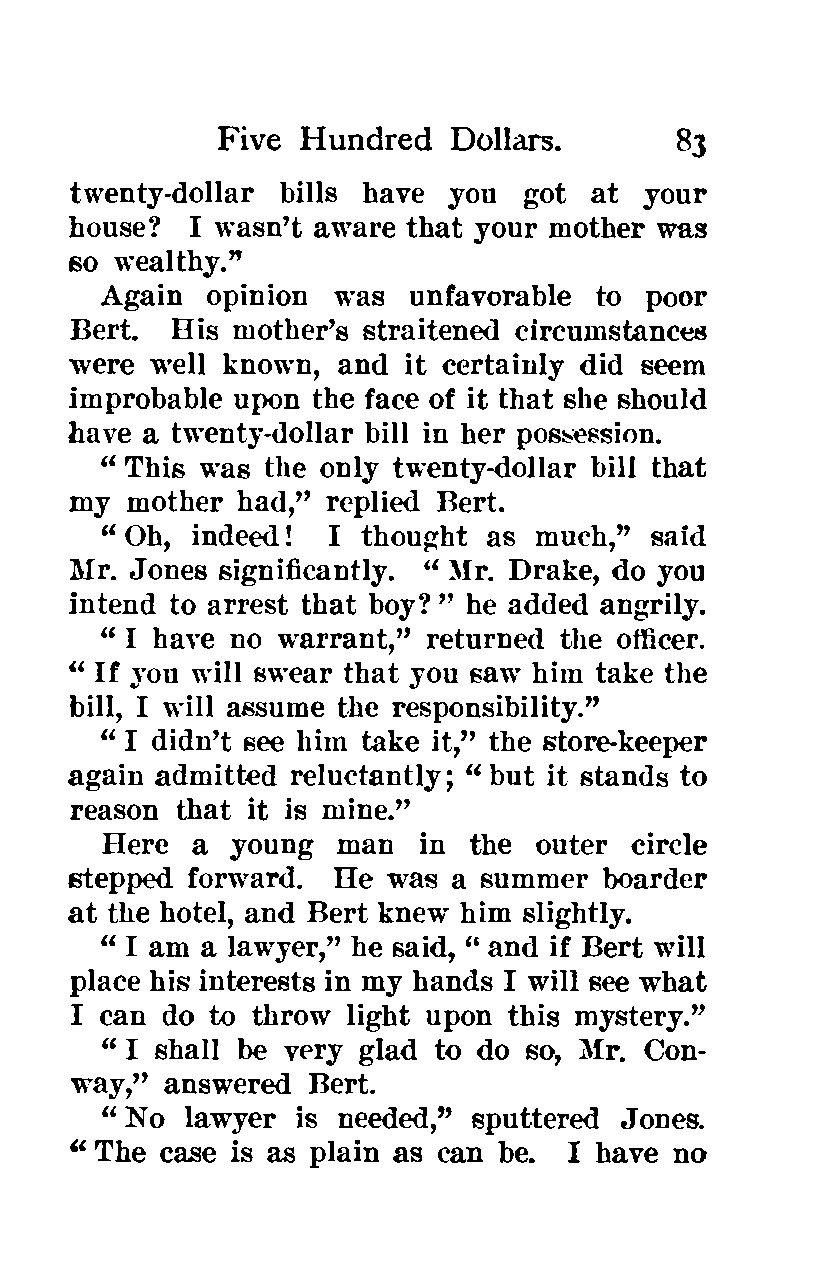 Five Hundred Dollars. 83
twenty-dollar bills have you got at your
house? I wasn't aware that your mother was
so wealthy."
Again opinion was unfavorable to poor
Bert. His mother's straitened circumstances
were well known, and it certainly did seem
improbable upon the face of it that she should
have a twenty-dollar bill in her possession.
"This was the only twenty-dollar bill that
my mother had," replied Bert.
"Oh, indeed! I thought as much," said
Mr. Jones significantly. "Mr. Drake, do you
intend to arrest that boy?" he added angrily.
"I have no warrant," returned the officer.
"If you will swear that you saw him take the
bill, I will assume the responsibility."
"I didn't see him take it," the store-keeper
again admitted reluctantly; "but it stands to
reason that it is mine."
Here a young man in the outer circle
stepped forward. He was a summer boarder
at the hotel, and Bert knew him slightly.
"I am a lawyer," he said, "and if Bert will
place his interests in my hands I will see what
I can do to throw light upon this mystery."
"I shall be very glad to do so, Mr. Con-
way," answered Bert.
"No lawyer is needed," sputtered Jones.
"The case is as plain as can be. I have no